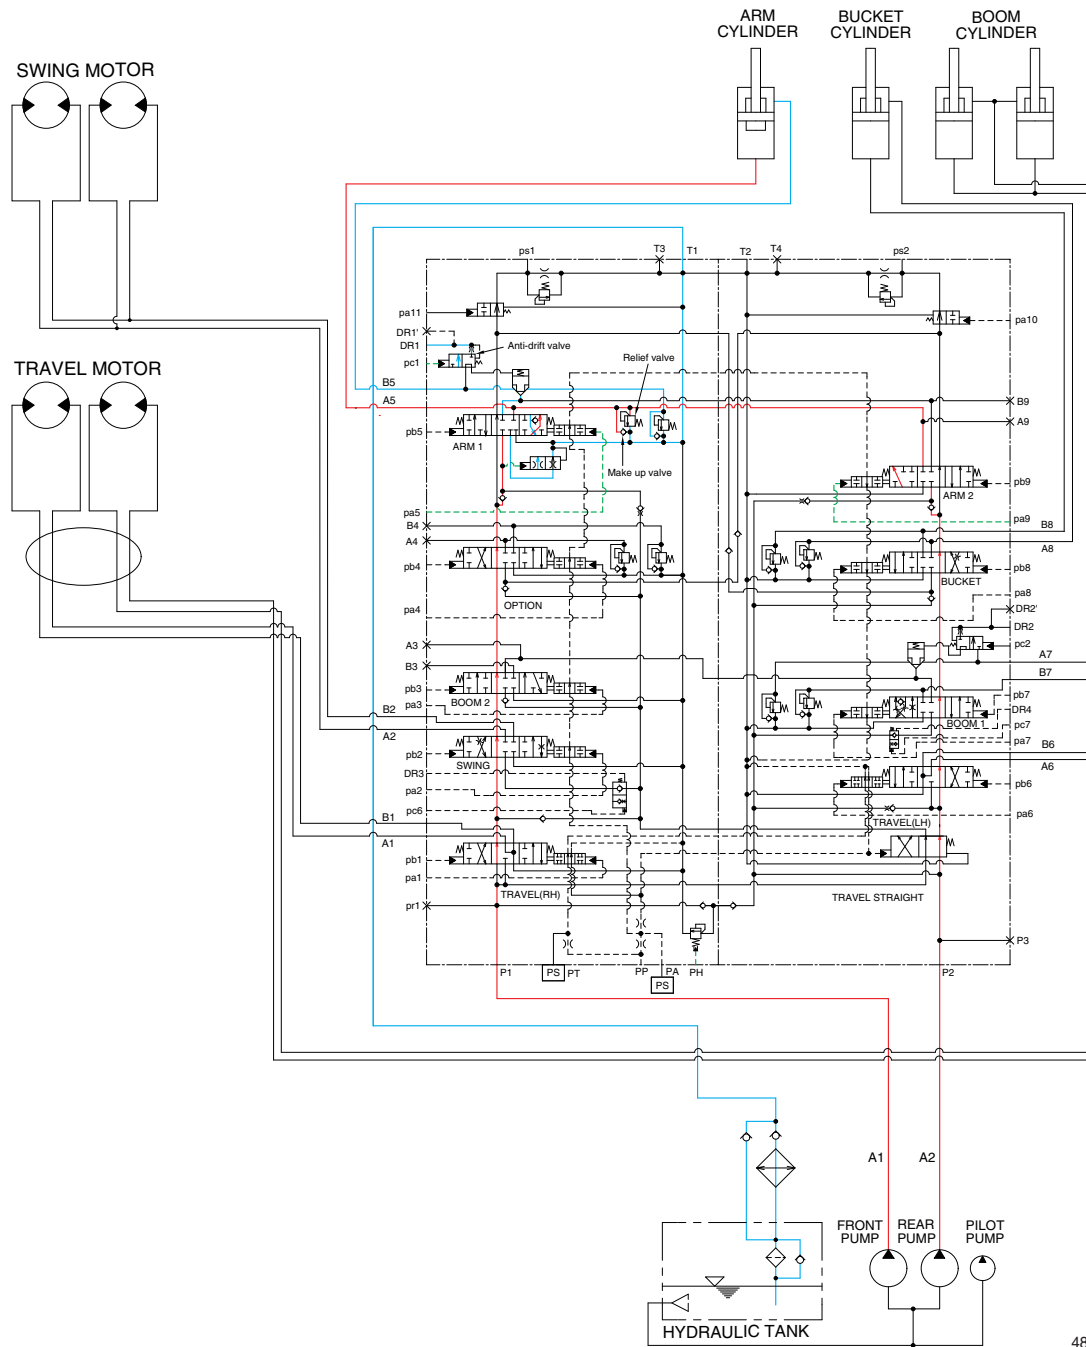 ARM
CYLINDER
BUCKET
CYLINDER
BOOM
CYLINDER
SWING MOTOR
TRAVEL MOTOR
ps1
T3
T1
T2
T4
ps2
pa11
pa10
DR1'
DR1
Anti-drift valve
pc1
Relief valve
B5
A5
B9
A9
pb5
ARM 1
Make up valve
ARM 2
pb9
pa5
pa9
B4
B8
A4
A8
pb4
BUCKET
pb8
OPTION
pa4
pa8
DR2'
DR2
A3
pc2
B3
A7
B7
pb3
BOOM 2
pa3
pb7
B2
DR4
BOOM 1
pc7
A2
pa7
pb2
SWING
B6
DR3
A6
pa2
pb6
pc6
B1
TRAVEL(LH)
pa6
A1
pb1
pa1
TRAVEL(RH)
TRAVEL STRAIGHT
pr1
P3
P1
PS
PT
PP
PA
PH
P2
PS
A1
A2
FRONT
PUMP
REAR
PUMP
PILOT
PUMP
HYDRAULIC TANK
48